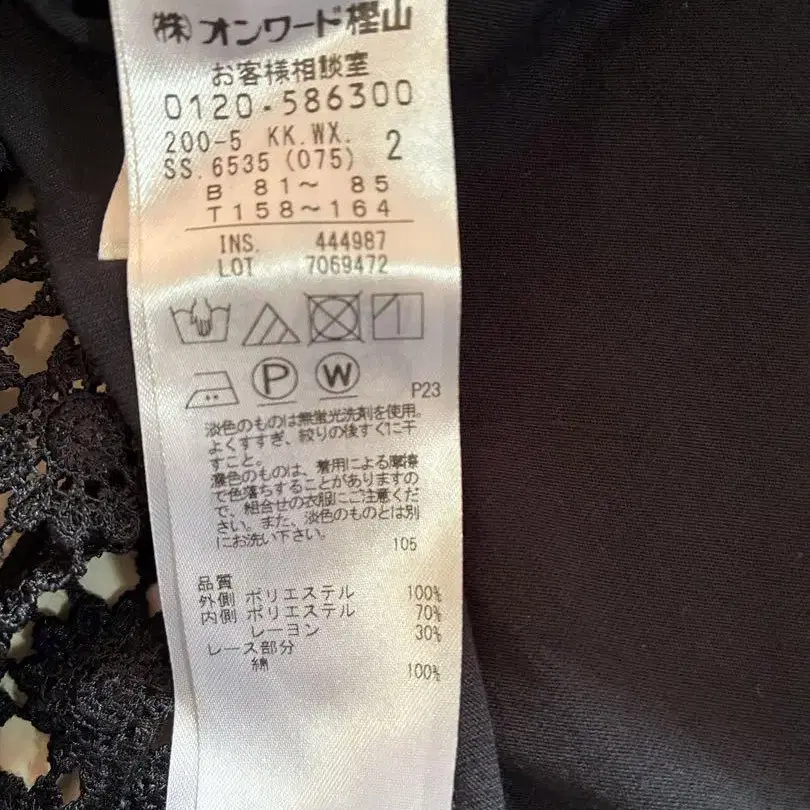 ㈱オンワード樫山
お客様相談室
0120-586300
200-5 KK.WX.
SS.6535(075) 2
B 81〜 85
T158〜164
INS. 444987
LOT 7069472
P
W
P23
淡色のものは無蛍光洗剤を使用。
よくすすぎ、絞りの後すぐに干
すこと。
濃色のものは、着用による摩擦
で色落ちすることがありますの
で、組合せの衣服にご注意くだ
さい。また、淡色のものとは別
にお洗い下さい。
105
品質
外側 ポリエステル 100%
内側 ポリエステル 70%
レーヨン 30%
レース部分
綿 100%